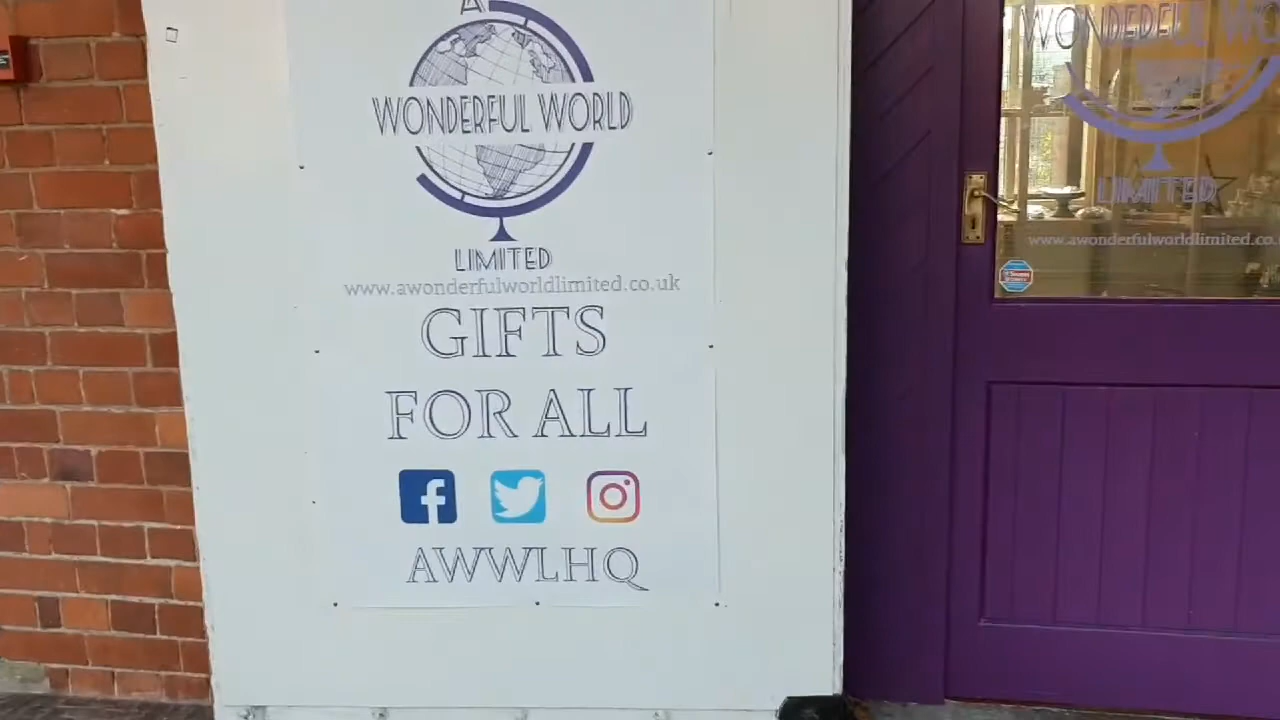 A
WONDERFUL WORLD
LIMITED
www.awonderfulworldlimited.co.uk
GIFTS
FOR ALL
AWWLHQ
WONDERFUL WO
LIMITED
www.awonderfulworldlimited.co.